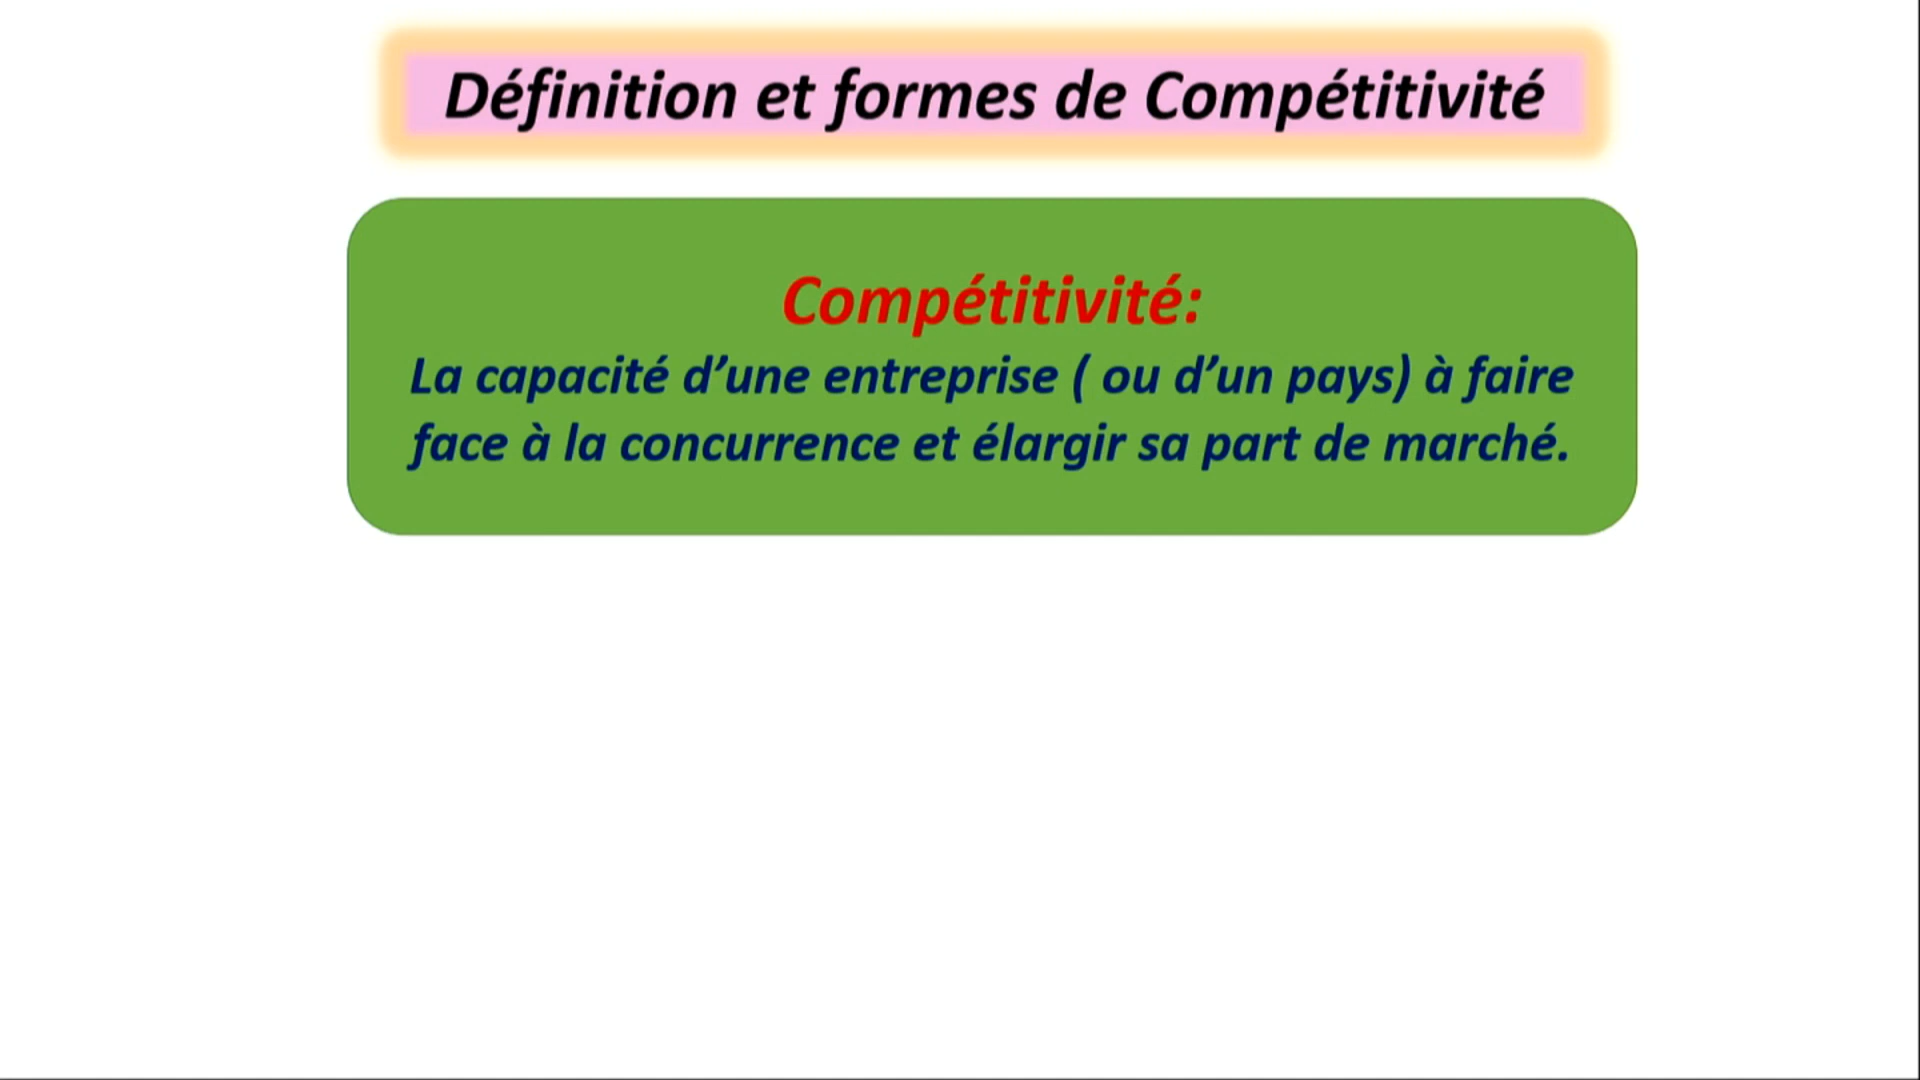 Définition et formes de Compétitivité
Compétitivité:
La capacité d’une entreprise ( ou d’un pays) à faire
face à la concurrence et élargir sa part de marché.